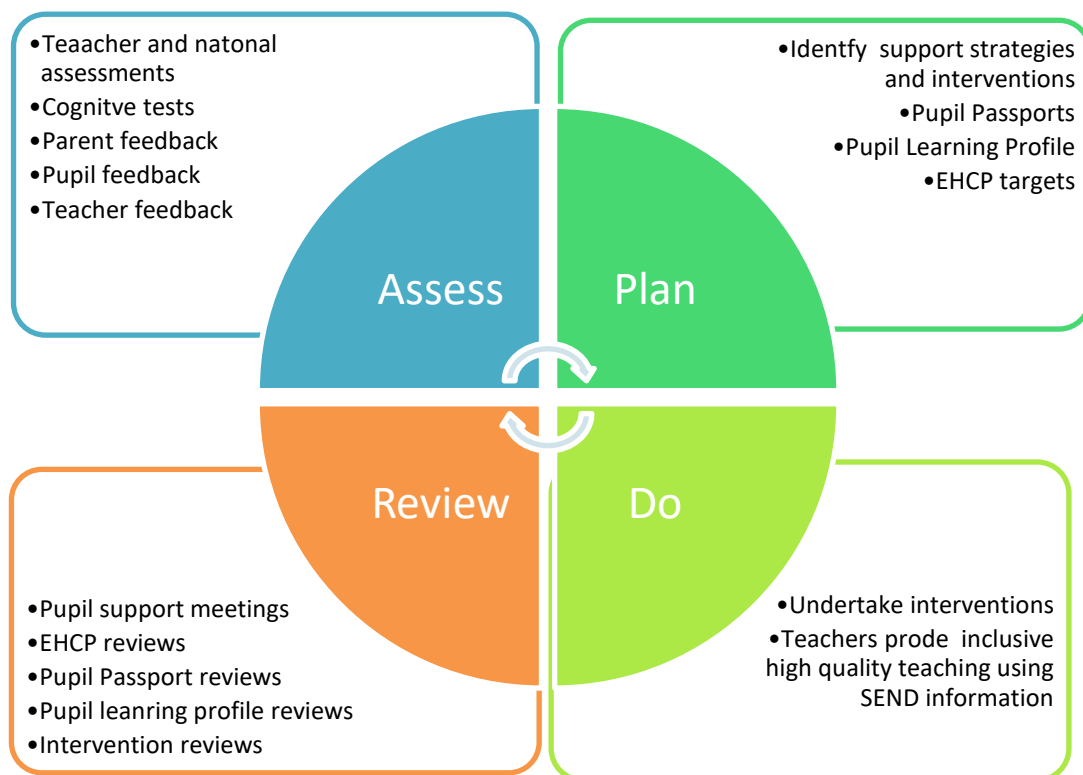 •Teaacher and natonal
assessments
•Cognitve tests
•Parent feedback
•Pupil feedback
•Teacher feedback
•Identfy  support strategies
and interventions
•Pupil Passports
•Pupil Learning Profile
•EHCP targets
Assess
Plan
Review
Do
•Pupil support meetings
•EHCP reviews
•Pupil Passport reviews
•Pupil leanring profile reviews
•Intervention reviews
•Undertake interventions
•Teachers prode  inclusive
high quality teaching using
SEND information